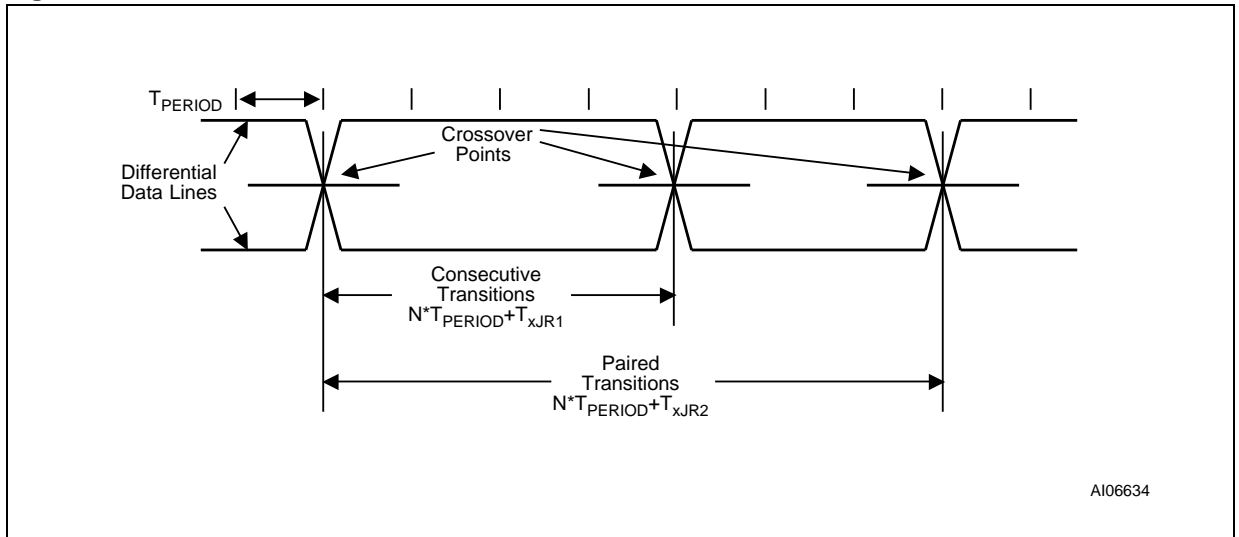 TPERIOD
Crossover
Points
Differential
Data Lines
Consecutive
Transitions
N*TPERIOD+TxJR1
Paired
Transitions
N*TPERIOD+TxJR2
AI06634